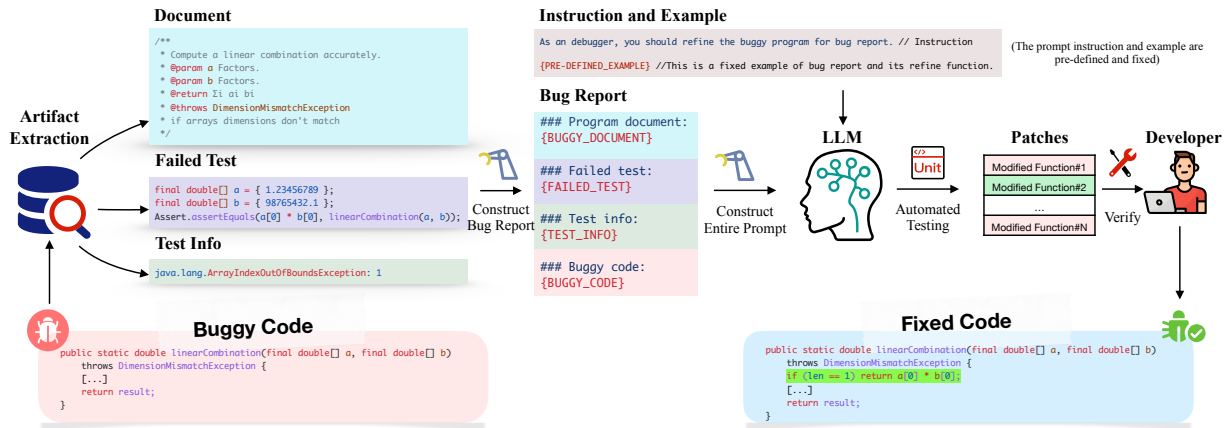 Document
/**
* Compute a linear combination accurately.
* @param a Factors.
* @param b Factors.
* @return Σi ai bi
* @throws DimensionMismatchException
* if arrays dimensions don't match
*/
Artifact
Extraction
Failed Test
final double[] a = { 1.23456789 };
final double[] b = { 98765432.1 };
Assert.assertEquals(a[0] * b[0], linearCombination(a, b));
Test Info
java.lang.ArrayIndexOutOfBoundsException: 1
Construct
Bug Report
Instruction and Example
As an debugger, you should refine the buggy program for bug report. // Instruction
{PRE-DEFINED_EXAMPLE} //This is a fixed example of bug report and its refine function.
(The prompt instruction and example are
pre-defined and fixed)
Bug Report
### Program document:
{BUGGY_DOCUMENT}
### Failed test:
{FAILED_TEST}
### Test info:
{TEST_INFO}
### Buggy code:
{BUGGY_CODE}
Construct
Entire Prompt
LLM
Unit
Automated
Testing
Patches
Modified Function#1
Modified Function#2
...
Modified Function#N
Verify
Developer
Buggy Code
public static double linearCombination(final double[] a, final double[] b)
throws DimensionMismatchException {
[...]
return result;
}
Fixed Code
public static double linearCombination(final double[] a, final double[] b)
throws DimensionMismatchException {
if (len == 1) return a[0] * b[0];
[...]
return result;
}